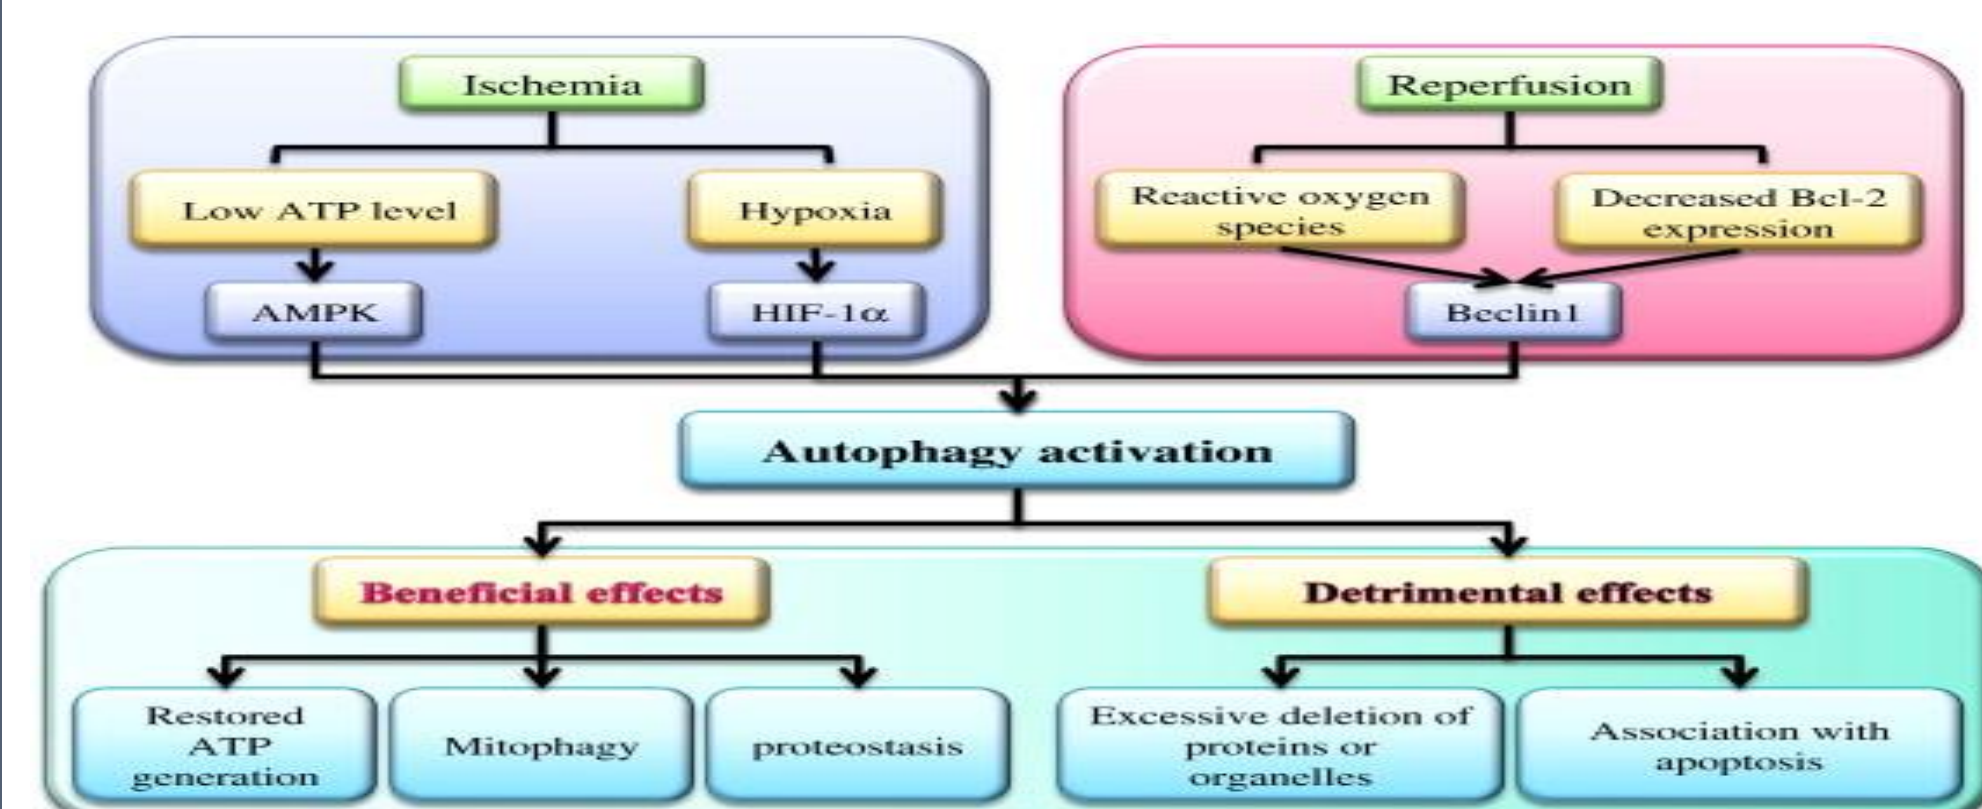 Ischemia
Reperfusion
Low ATP level
Hypoxia
Reactive oxygen
species
Decreased Bcl-2
expression
AMPK
HIF-1α
Beclin1
Autophagy activation
Beneficial effects
Detrimental effects
Restored
ATP
generation
Mitophagy
proteostasis
Excessive deletion of
proteins or
organelles
Association with
apoptosis